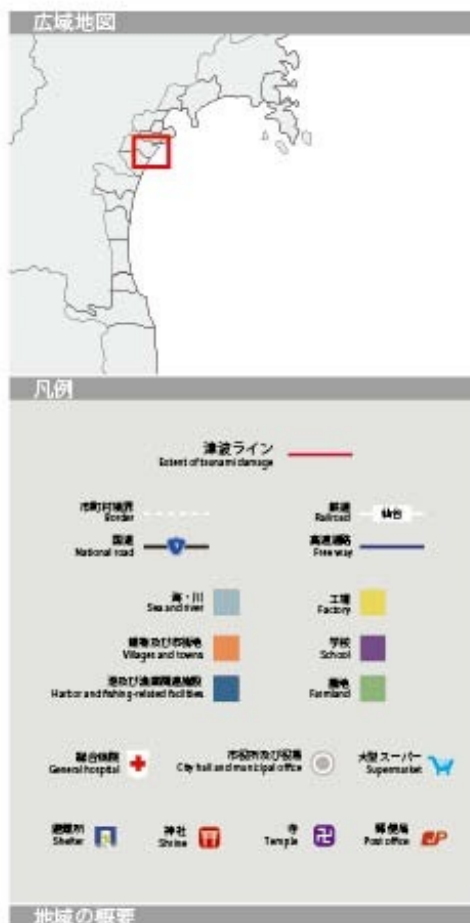 広域地図
凡例
津波ライン
Extent of tsunami damage
市町村境界
Border
鉄道
Railroad
仙台
国道
National road
高速道路
Free way
海・川
Sea and river
工場
Factory
建物及び市街地
Villages and towns
学校
School
港及び漁業関連施設
Harbor and fishing-related facilities
農地
Farmland
総合病院
General hospital
市役所及び役場
City hall and municipal office
大型スーパー
Supermarket
避難所
Shelter
神社
Shrine
寺
Temple
郵便局
Post office
地域の概要